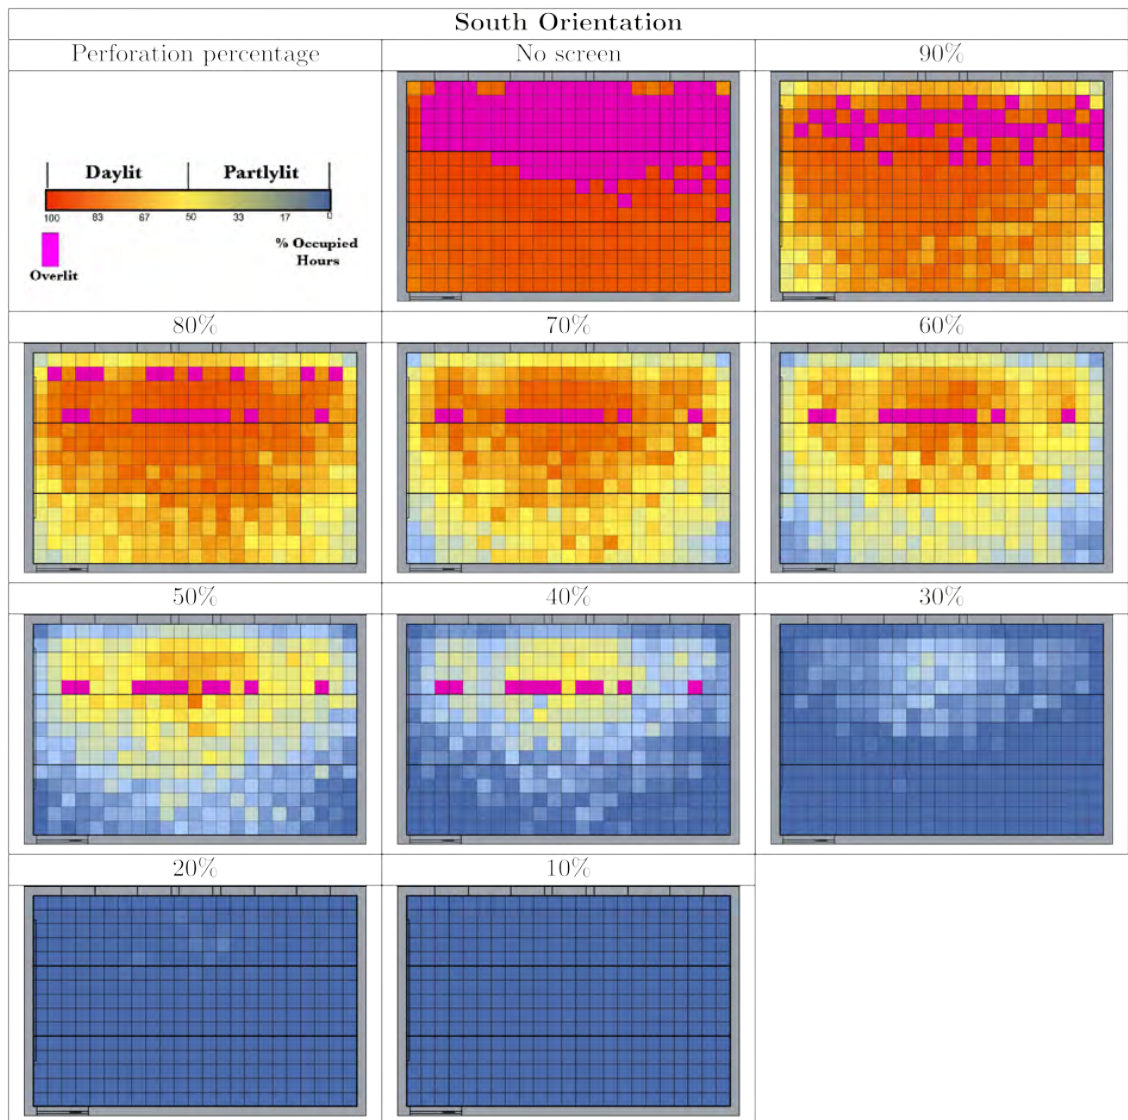 South Orientation
Perforation percentage No screen 90%
Daylit Partlylit
100 83 67 50 33 17 0
% Occupied
Hours
Overlit
80% 70% 60%
50% 40% 30%
20% 10%